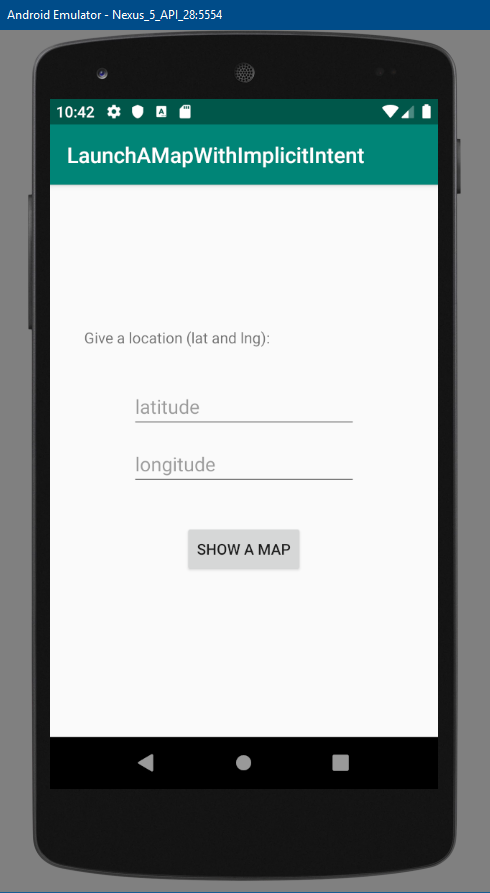 Android Emulator - Nexus_5_API_28:5554
10:42
LaunchAMapWithImplicitIntent
Give a location (lat and lng):
latitude
longitude
SHOW A MAP